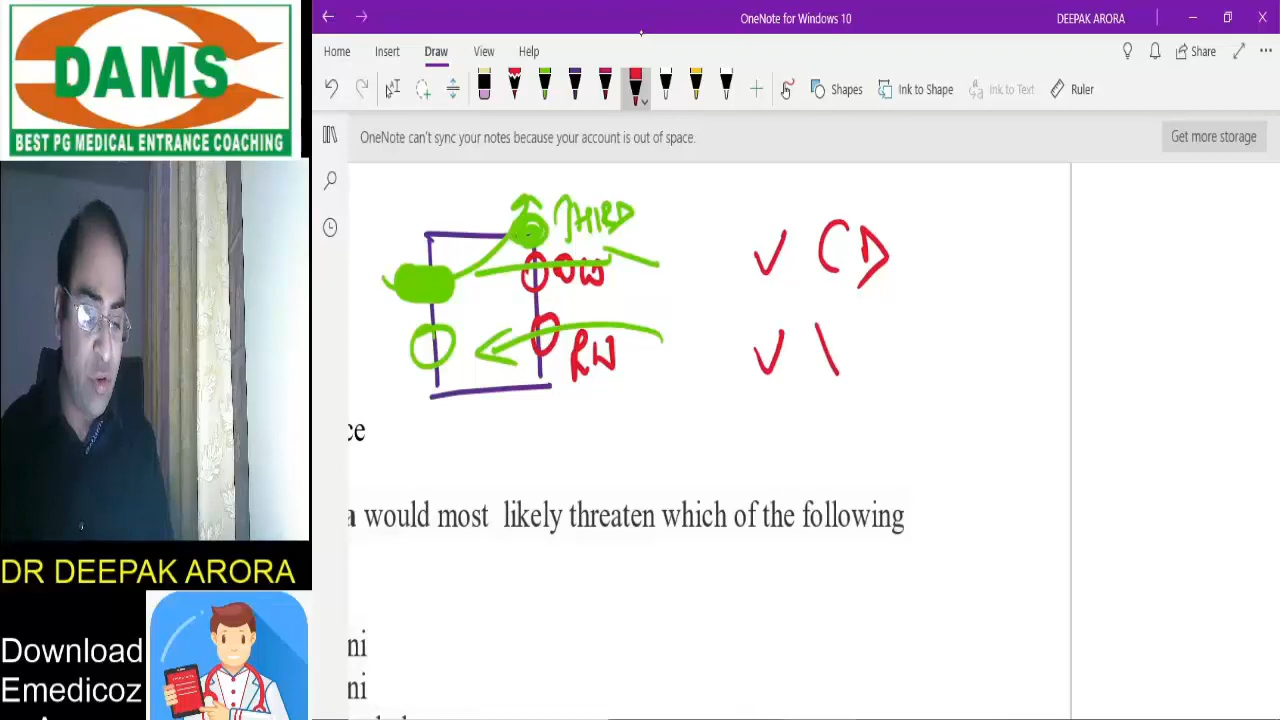 DAMS
BEST PG MEDICAL ENTRANCE COACHING
OneNote for Windows 10
DEEPAK ARORA
Home
Insert
Draw
View
Help
Share
Shapes
Ink to Shape
Ink to Text
Ruler
OneNote can't sync your notes because your account is out of space.
Get more storage
THIRD
OW
RW
CD
ce
a would most likely threaten which of the following
ni
ni
DR DEEPAK ARORA
Download
Emedicoz